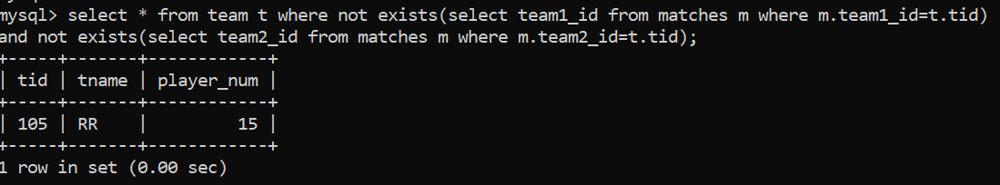 mysql> select * from team t where not exists(select team1_id from matches m where m.team1_id=t.tid)
and not exists(select team2_id from matches m where m.team2_id=t.tid);
+-----+-------+------------+
| tid | tname | player_num |
+-----+-------+------------+
| 105 | RR    |         15 |
+-----+-------+------------+
1 row in set (0.00 sec)